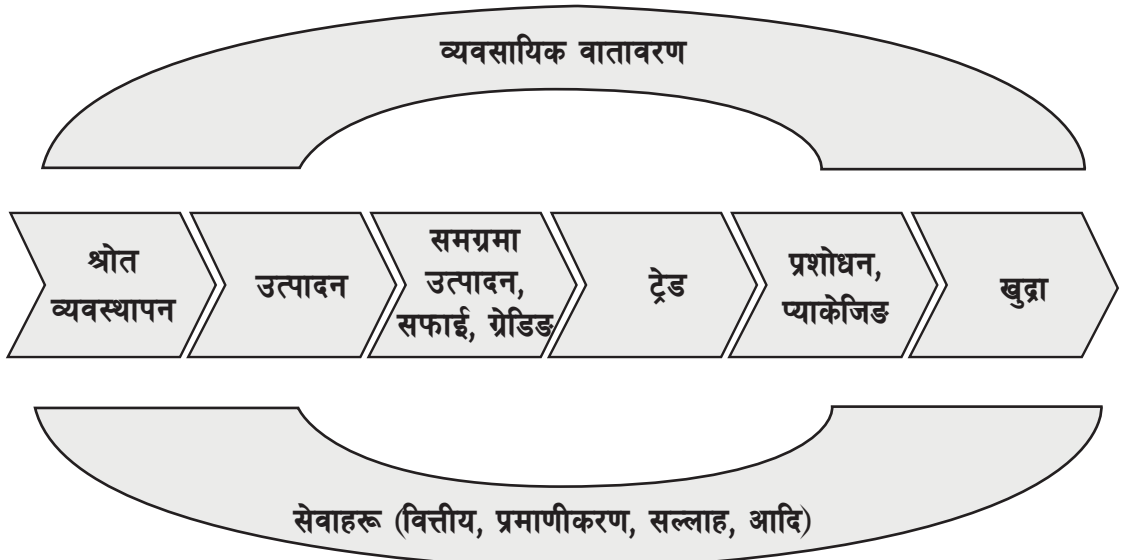 व्यवसायिक वातावरण
श्रोत
व्यवस्थापन
उत्पादन
समग्रमा
उत्पादन,
सफाई, ग्रेडिङ
ट्रेड
प्रशोधन,
प्याकेजिङ
खुद्रा
सेवाहरू (वित्तीय, प्रमाणीकरण, सल्लाह, आदि)